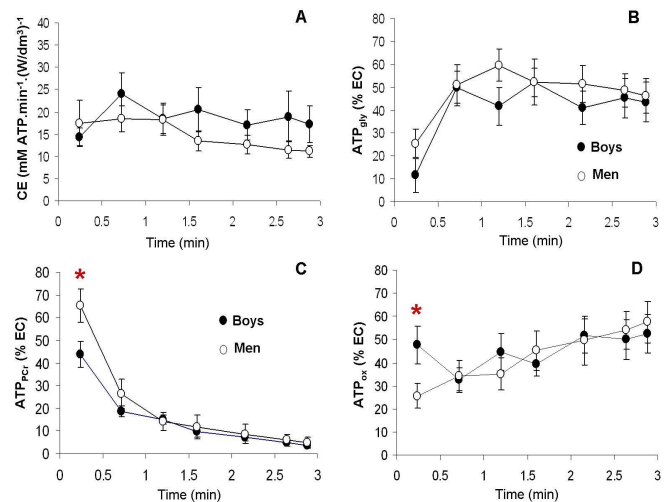 A
CE (mM ATP.min-1.(W/dm³)-1
40
35
30
25
20
15
10
5
0
0 0.5 1 1.5 2 2.5 3
Time (min)
B
ATPgly (% EC)
80
70
60
50
40
30
20
10
0
Boys
Men
0 0.5 1 1.5 2 2.5 3
Time (min)
C
ATPPCr (% EC)
80
70
60
50
40
30
20
10
0
*
Boys
Men
0 0.5 1 1.5 2 2.5 3
Time (min)
D
ATPox (% EC)
80
70
60
50
40
30
20
10
0
*
0 0.5 1 1.5 2 2.5 3
Time (min)